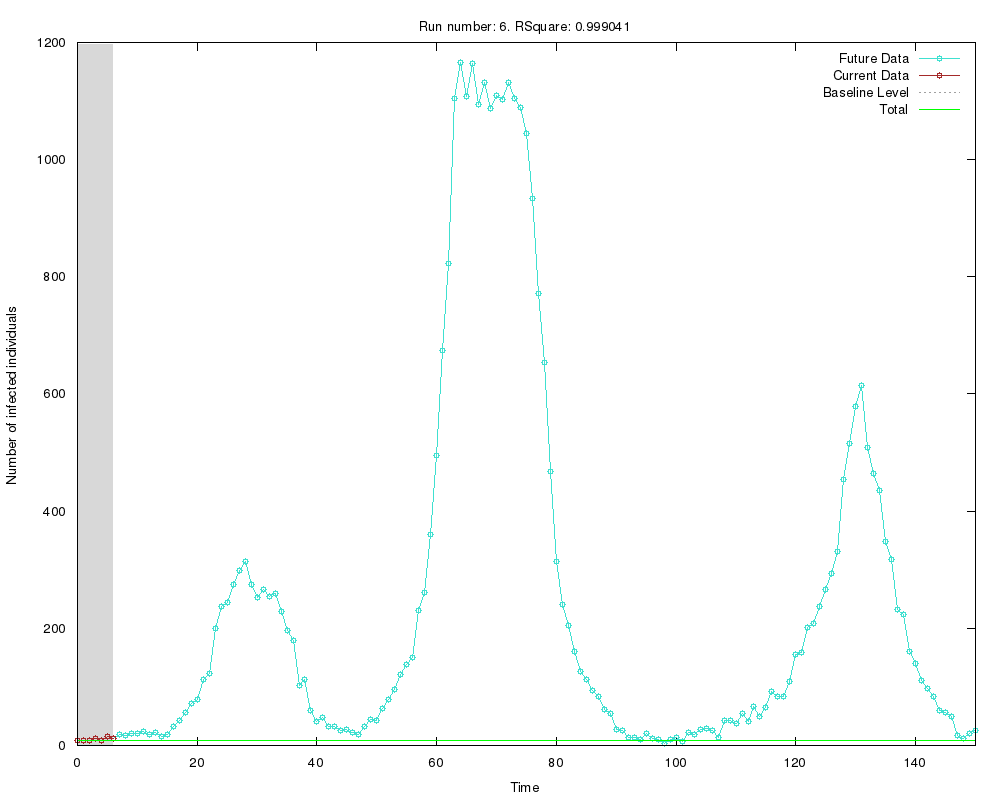 Run number: 6. RSquare: 0.999041
Future Data
Current Data
Baseline Level
Total
Number of infected individuals
1200
1000
800
600
400
200
0
0 20 40 60 80 100 120 140
Time